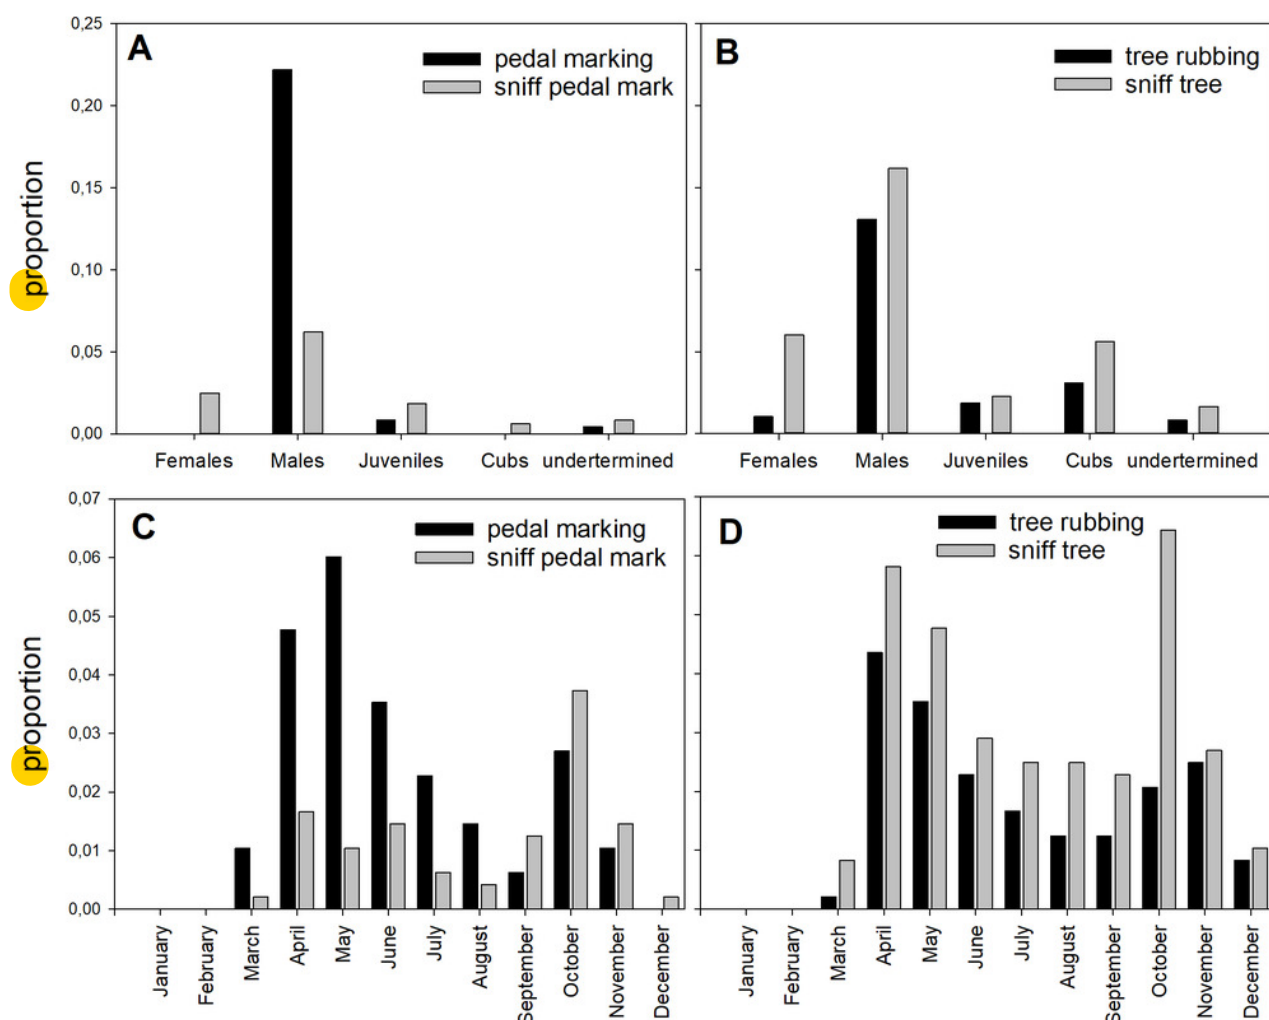 A
pedal marking
sniff pedal mark
0,25
0,20
0,15
0,10
0,05
0,00
proportion
Females Males Juveniles Cubs undertermined
B
tree rubbing
sniff tree
Females Males Juveniles Cubs undertermined
C
pedal marking
sniff pedal mark
0,07
0,06
0,05
0,04
0,03
0,02
0,01
0,00
proportion
January
February
March
April
May
June
July
August
September
October
November
December
D
tree rubbing
sniff tree
January
February
March
April
May
June
July
August
September
October
November
December